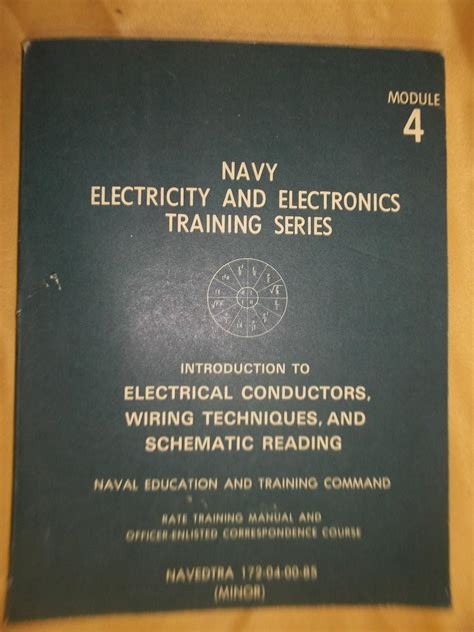 MODULE
4
NAVY
ELECTRICITY AND ELECTRONICS
TRAINING SERIES
INTRODUCTION TO
ELECTRICAL CONDUCTORS,
WIRING TECHNIQUES, AND
SCHEMATIC READING
NAVAL EDUCATION AND TRAINING COMMAND
RATE TRAINING MANUAL AND
OFFICER-ENLISTED CORRESPONDENCE COURSE
NAVEDTRA 172-04-00-85
(MINOR)